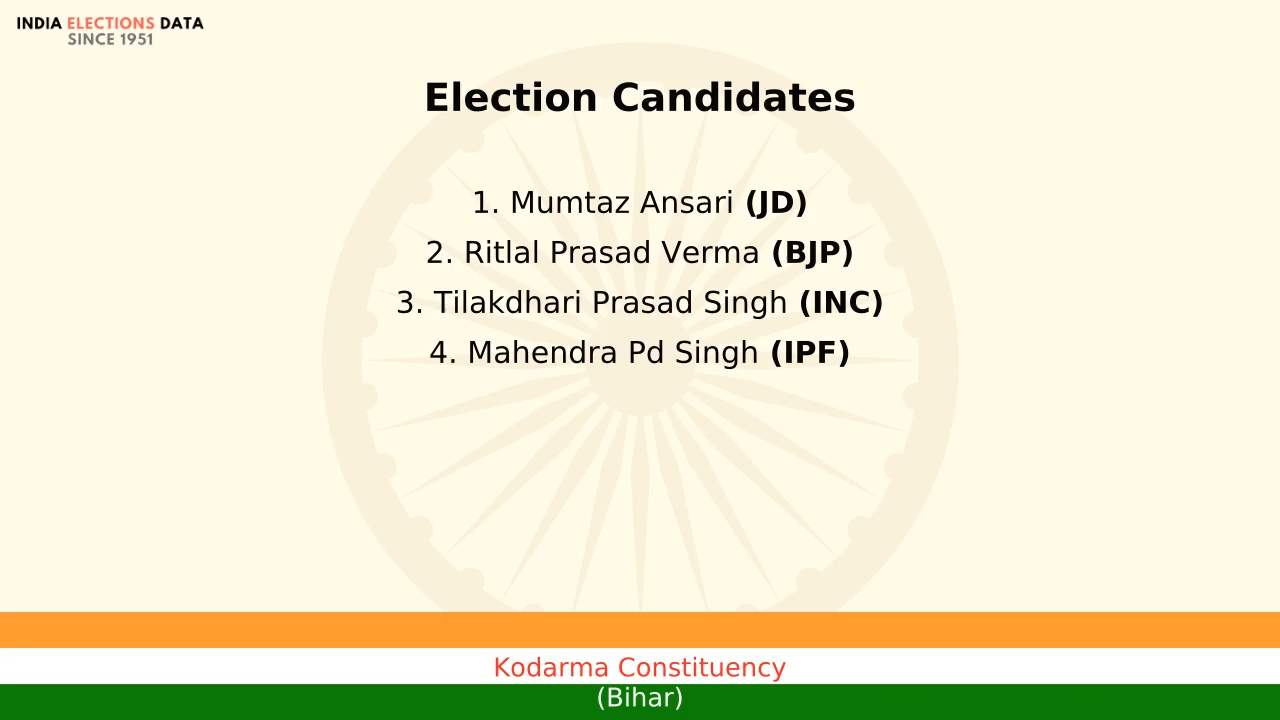 INDIA ELECTIONS DATA
SINCE 1951
Election Candidates
1. Mumtaz Ansari (JD)
2. Ritlal Prasad Verma (BJP)
3. Tilakdhari Prasad Singh (INC)
4. Mahendra Pd Singh (IPF)
Kodarma Constituency
(Bihar)